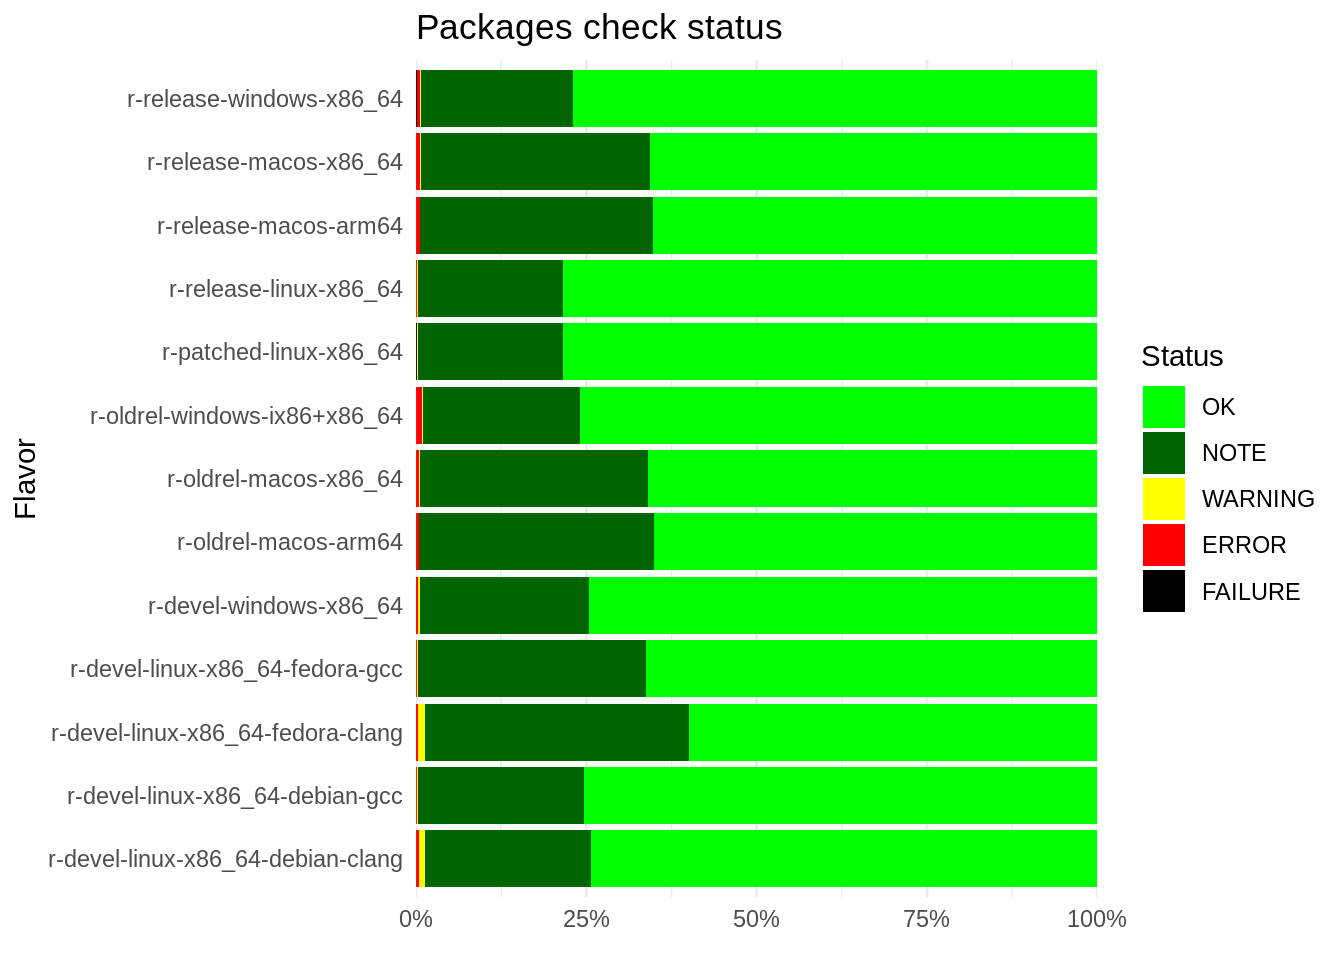 Packages check status
r-release-windows-x86_64
r-release-macos-x86_64
r-release-macos-arm64
r-release-linux-x86_64
r-patched-linux-x86_64
r-oldrel-windows-ix86+x86_64
r-oldrel-macos-x86_64
r-oldrel-macos-arm64
r-devel-windows-x86_64
r-devel-linux-x86_64-fedora-gcc
r-devel-linux-x86_64-fedora-clang
r-devel-linux-x86_64-debian-gcc
r-devel-linux-x86_64-debian-clang
Flavor
0% 25% 50% 75% 100%
Status
OK
NOTE
WARNING
ERROR
FAILURE